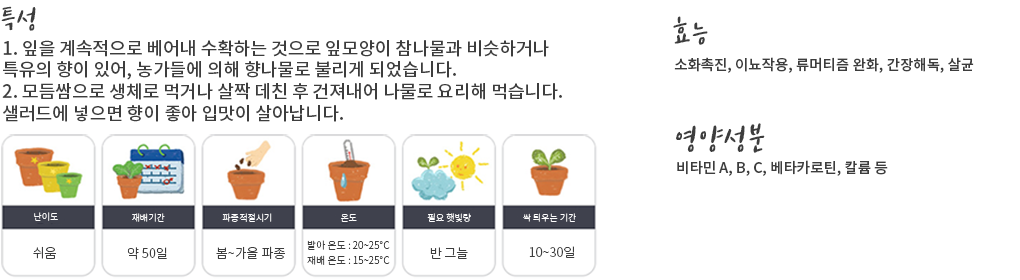 특성
1. 잎을 계속적으로 베어내 수확하는 것으로 잎모양이 참나물과 비슷하거나
특유의 향이 있어, 농가들에 의해 향나물로 불리게 되었습니다.
2. 모듬쌈으로 생체로 먹거나 살짝 데친 후 건져내어 나물로 요리해 먹습니다.
샐러드에 넣으면 향이 좋아 입맛이 살아납니다.
난이도
쉬움
재배기간
약 50일
파종적절시기
봄~가을 파종
온도
발아 온도 : 20~25°C
재배 온도 : 15~25°C
필요 햇빛량
반 그늘
싹 틔우는 기간
10~30일
효능
소화촉진, 이뇨작용, 류머티즘 완화, 간장해독, 살균
영양성분
비타민 A, B, C, 베타카로틴, 칼륨 등